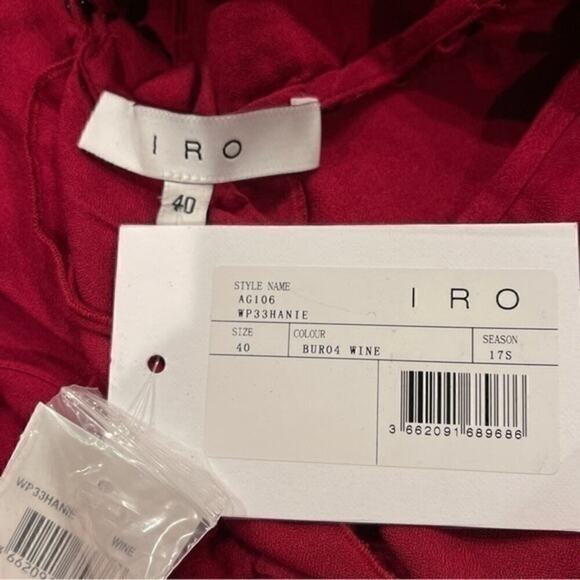 IRO
40
STYLE NAME
AG106
WP33HANIE
IRO
SIZE COLOUR SEASON
40 BUR04 WINE 17S
3 662091 689686
WP33HANIE
WINE